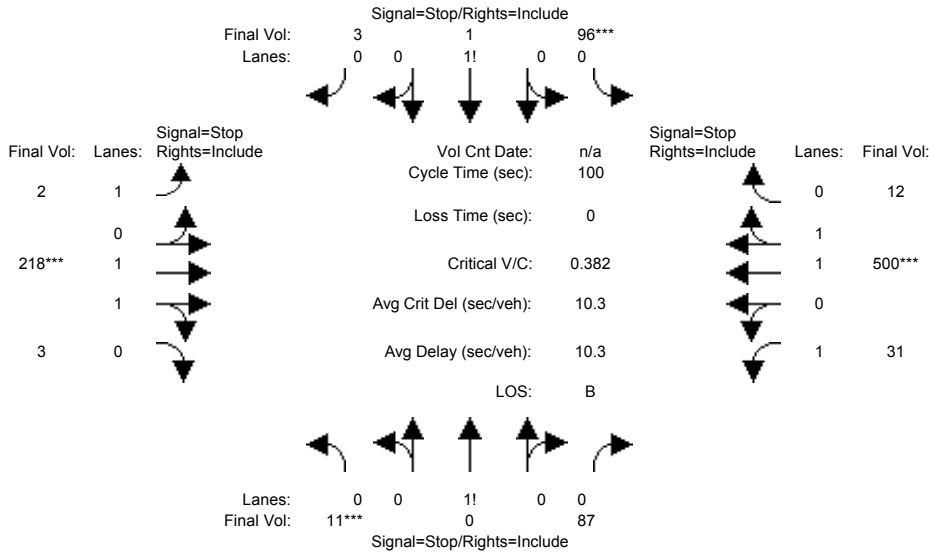 Signal=Stop/Rights=Include
Final Vol: 3 1 96***
Lanes: 0 0 1! 0 0
Signal=Stop Signal=Stop
Final Vol: Lanes: Rights=Include Vol Cnt Date: n/a Rights=Include Lanes: Final Vol:
Cycle Time (sec): 100
2 1 0 12
Loss Time (sec): 0
0 1
218*** 1 Critical V/C: 0.382 1 500***
1 Avg Crit Del (sec/veh): 10.3 0
3 0 Avg Delay (sec/veh): 10.3 1 31
LOS: B
Lanes: 0 0 1! 0 0
Final Vol: 11*** 0 87
Signal=Stop/Rights=Include